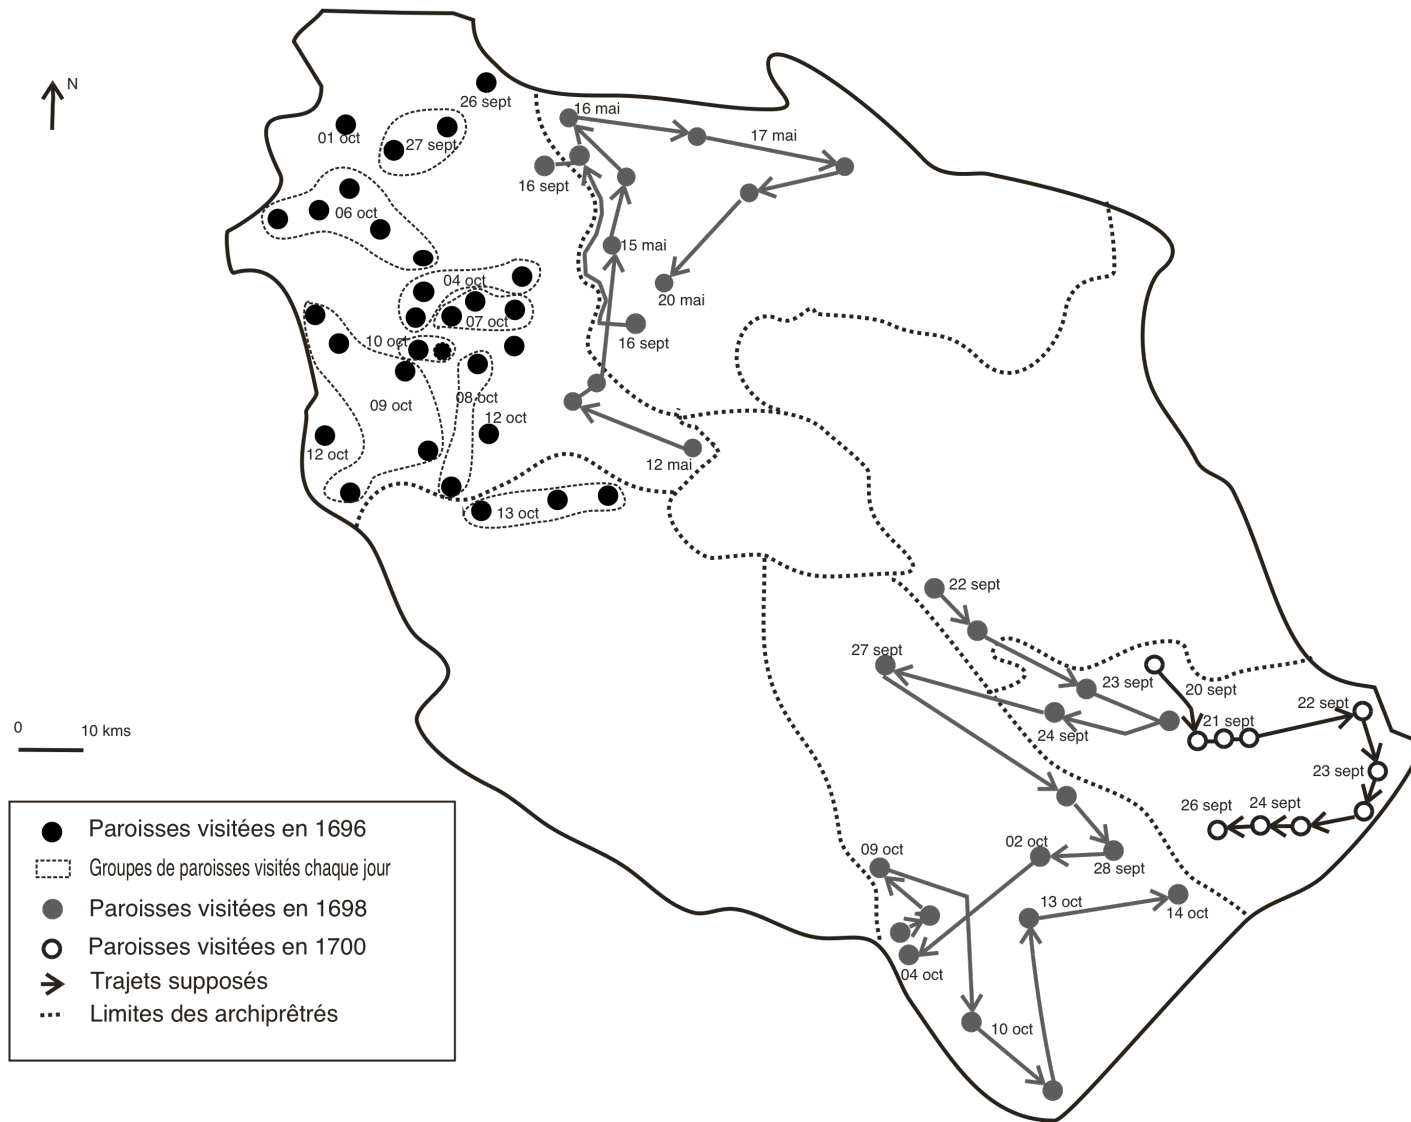 N
26 sept
16 mai
01 oct
27 sept
17 mai
16 sept
06 oct
15 mai
04 oct
20 mai
07 oct
16 sept
10 oct
08 oct
09 oct
12 oct
12 oct
12 mai
13 oct
22 sept
27 sept
23 sept
20 sept
22 sept
21 sept
24 sept
0 10 kms
23 sept
26 sept
24 sept
02 oct
09 oct
28 sept
13 oct
14 oct
04 oct
10 oct
Paroisses visitées en 1696
Groupes de paroisses visités chaque jour
Paroisses visitées en 1698
Paroisses visitées en 1700
Trajets supposés
Limites des archiprêtrés